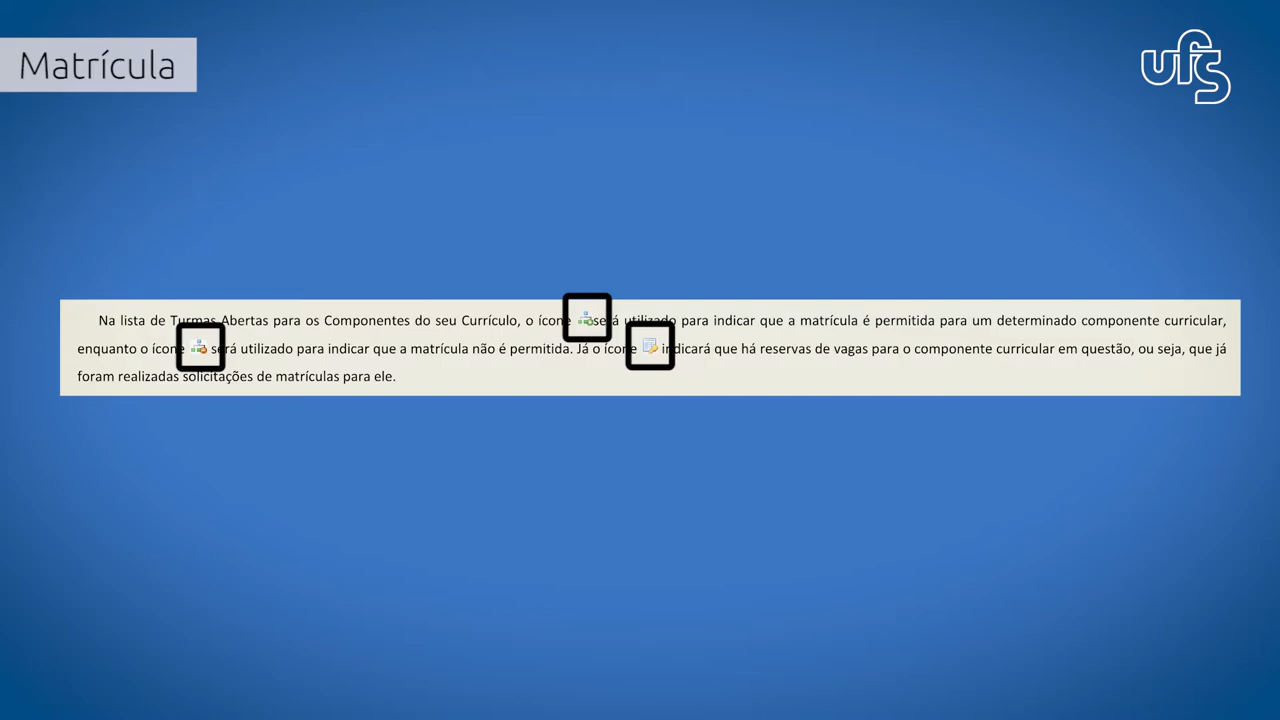 Matrícula
ufs
Na lista de Turmas Abertas para os Componentes do seu Currículo, o ícone será utilizado para indicar que a matrícula é permitida para um determinado componente curricular,
enquanto o ícone será utilizado para indicar que a matrícula não é permitida. Já o ícone indicará que há reservas de vagas para o componente curricular em questão, ou seja, que já
foram realizadas solicitações de matrículas para ele.